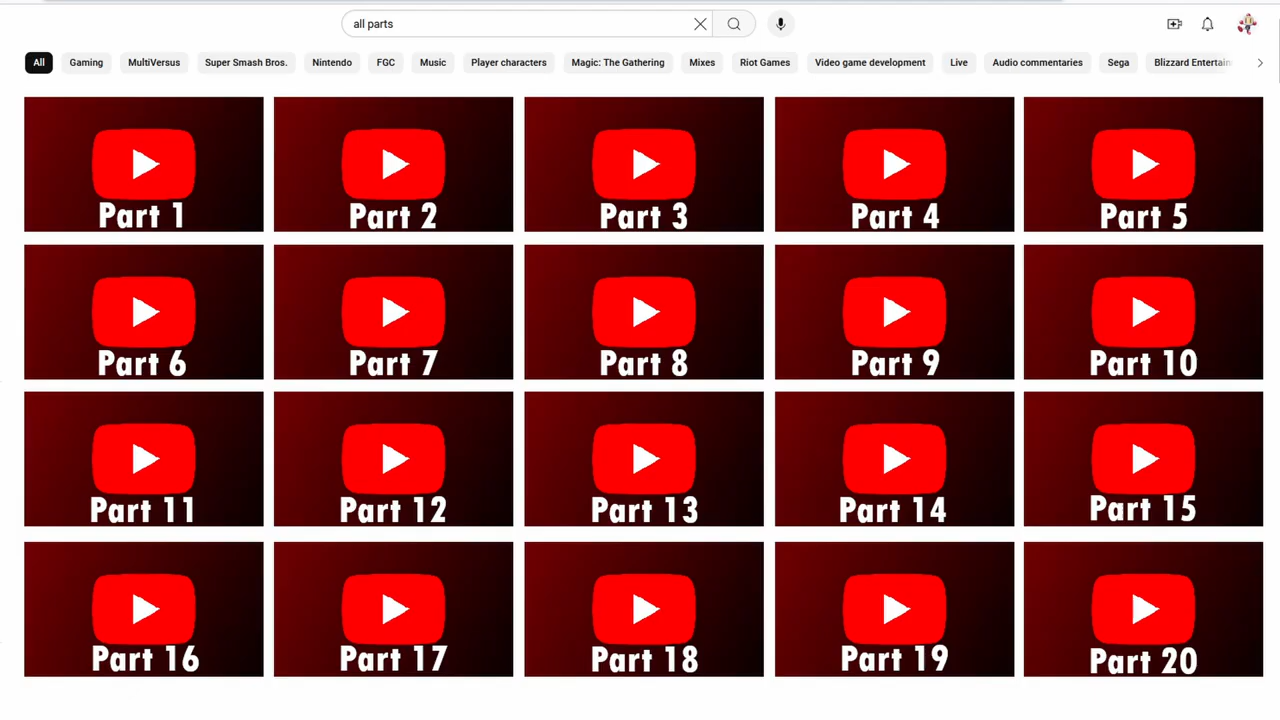 all parts
All Gaming MultiVersus Super Smash Bros. Nintendo FGC Music Player characters Magic: The Gathering Mixes Riot Games Video game development Live Audio commentaries Sega Blizzard Entertain
Part 1 Part 2 Part 3 Part 4 Part 5
Part 6 Part 7 Part 8 Part 9 Part 10
Part 11 Part 12 Part 13 Part 14 Part 15
Part 16 Part 17 Part 18 Part 19 Part 20